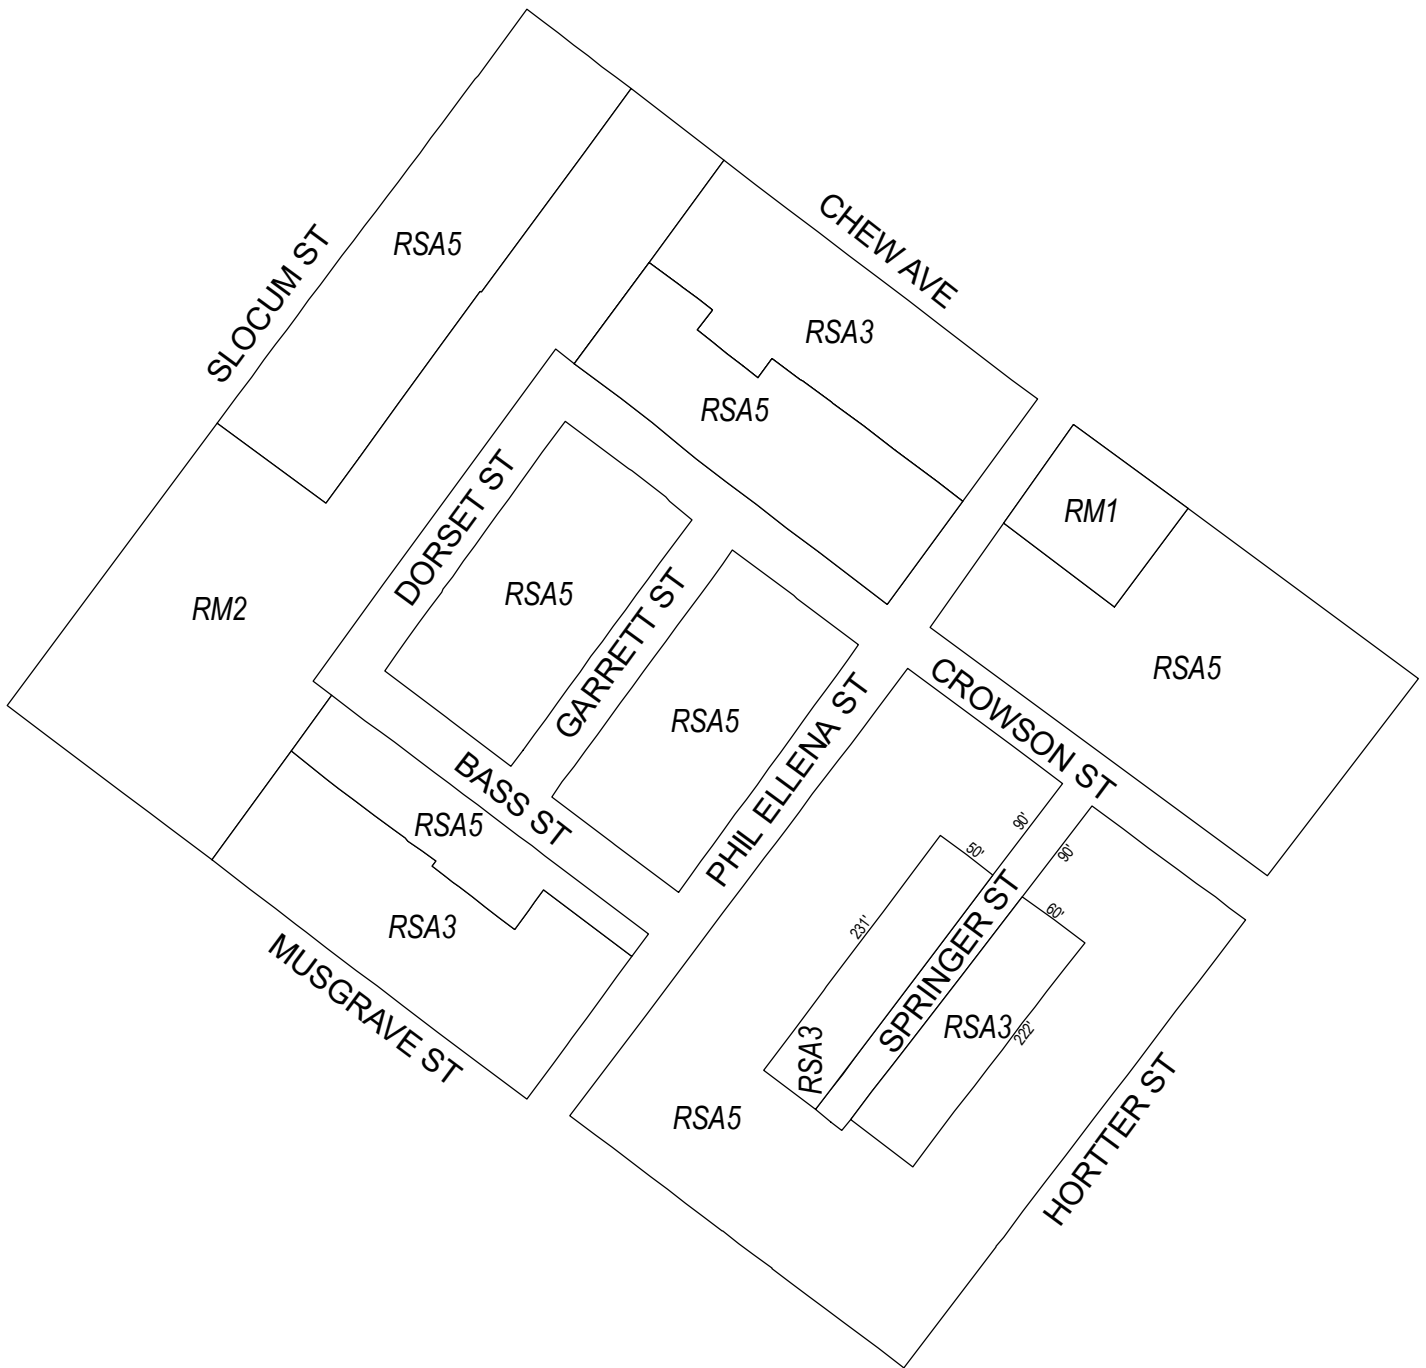 CHEW AVE
SLOCUM ST
RSA5
RSA3
RSA5
RM1
DORSET ST
RSA5
GARRETT ST
RM2
RSA5
RSA5
CROWSON ST
PHIL ELLENA ST
BASS ST
RSA5
90'
90'
50'
60'
231'
SPRINGER ST
RSA3
MUSGRAVE ST
RSA3
222'
RSA3
RSA5
HORTTER ST